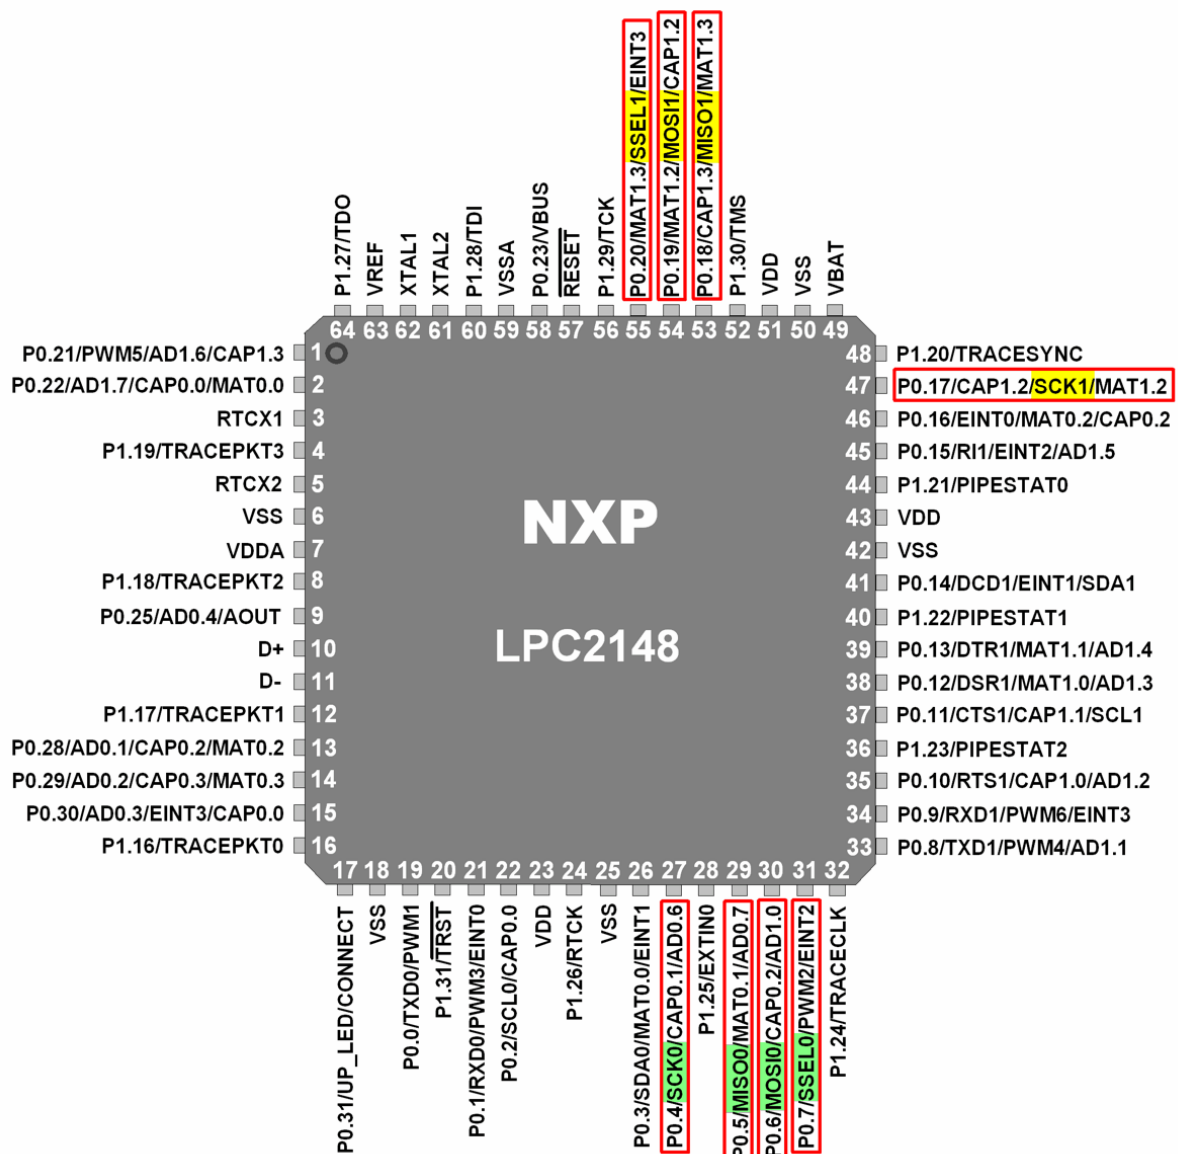 P0.20/MAT1.3/SSEL1/EINT3
P0.19/MAT1.2/MOSI1/CAP1.2
P0.18/CAP1.3/MISO1/MAT1.3
P1.27/TDO
VREF
XTAL1
XTAL2
P1.28/TDI
VSSA
P0.23/VBUS
RESET
P1.29/TCK
P1.30/TMS
VDD
VSS
VBAT
64 63 62 61 60 59 58 57 56 55 54 53 52 51 50 49
P0.21/PWM5/AD1.6/CAP1.3 1
P0.22/AD1.7/CAP0.0/MAT0.0 2
RTCX1 3
P1.19/TRACEPKT3 4
RTCX2 5
VSS 6
VDDA 7
P1.18/TRACEPKT2 8
P0.25/AD0.4/AOUT 9
D+ 10
D- 11
P1.17/TRACEPKT1 12
P0.28/AD0.1/CAP0.2/MAT0.2 13
P0.29/AD0.2/CAP0.3/MAT0.3 14
P0.30/AD0.3/EINT3/CAP0.0 15
P1.16/TRACEPKT0 16
NXP
LPC2148
48 P1.20/TRACESYNC
47 P0.17/CAP1.2/SCK1/MAT1.2
46 P0.16/EINT0/MAT0.2/CAP0.2
45 P0.15/RI1/EINT2/AD1.5
44 P1.21/PIPESTAT0
43 VDD
42 VSS
41 P0.14/DCD1/EINT1/SDA1
40 P1.22/PIPESTAT1
39 P0.13/DTR1/MAT1.1/AD1.4
38 P0.12/DSR1/MAT1.0/AD1.3
37 P0.11/CTS1/CAP1.1/SCL1
36 P1.23/PIPESTAT2
35 P0.10/RTS1/CAP1.0/AD1.2
34 P0.9/RXD1/PWM6/EINT3
33 P0.8/TXD1/PWM4/AD1.1
17 18 19 20 21 22 23 24 25 26 27 28 29 30 31 32
P0.31/UP_LED/CONNECT
VSS
P0.0/TXD0/PWM1
P1.31/TRST
P0.1/RXD0/PWM3/EINT0
P0.2/SCL0/CAP0.0
VDD
P1.26/RTCK
VSS
P0.3/SDA0/MAT0.0/EINT1
P0.4/SCK0/CAP0.1/AD0.6
P1.25/EXTIN0
P0.5/MISO0/MAT0.1/AD0.7
P0.6/MOSI0/CAP0.2/AD1.0
P0.7/SSEL0/PWM2/EINT2
P1.24/TRACECLK